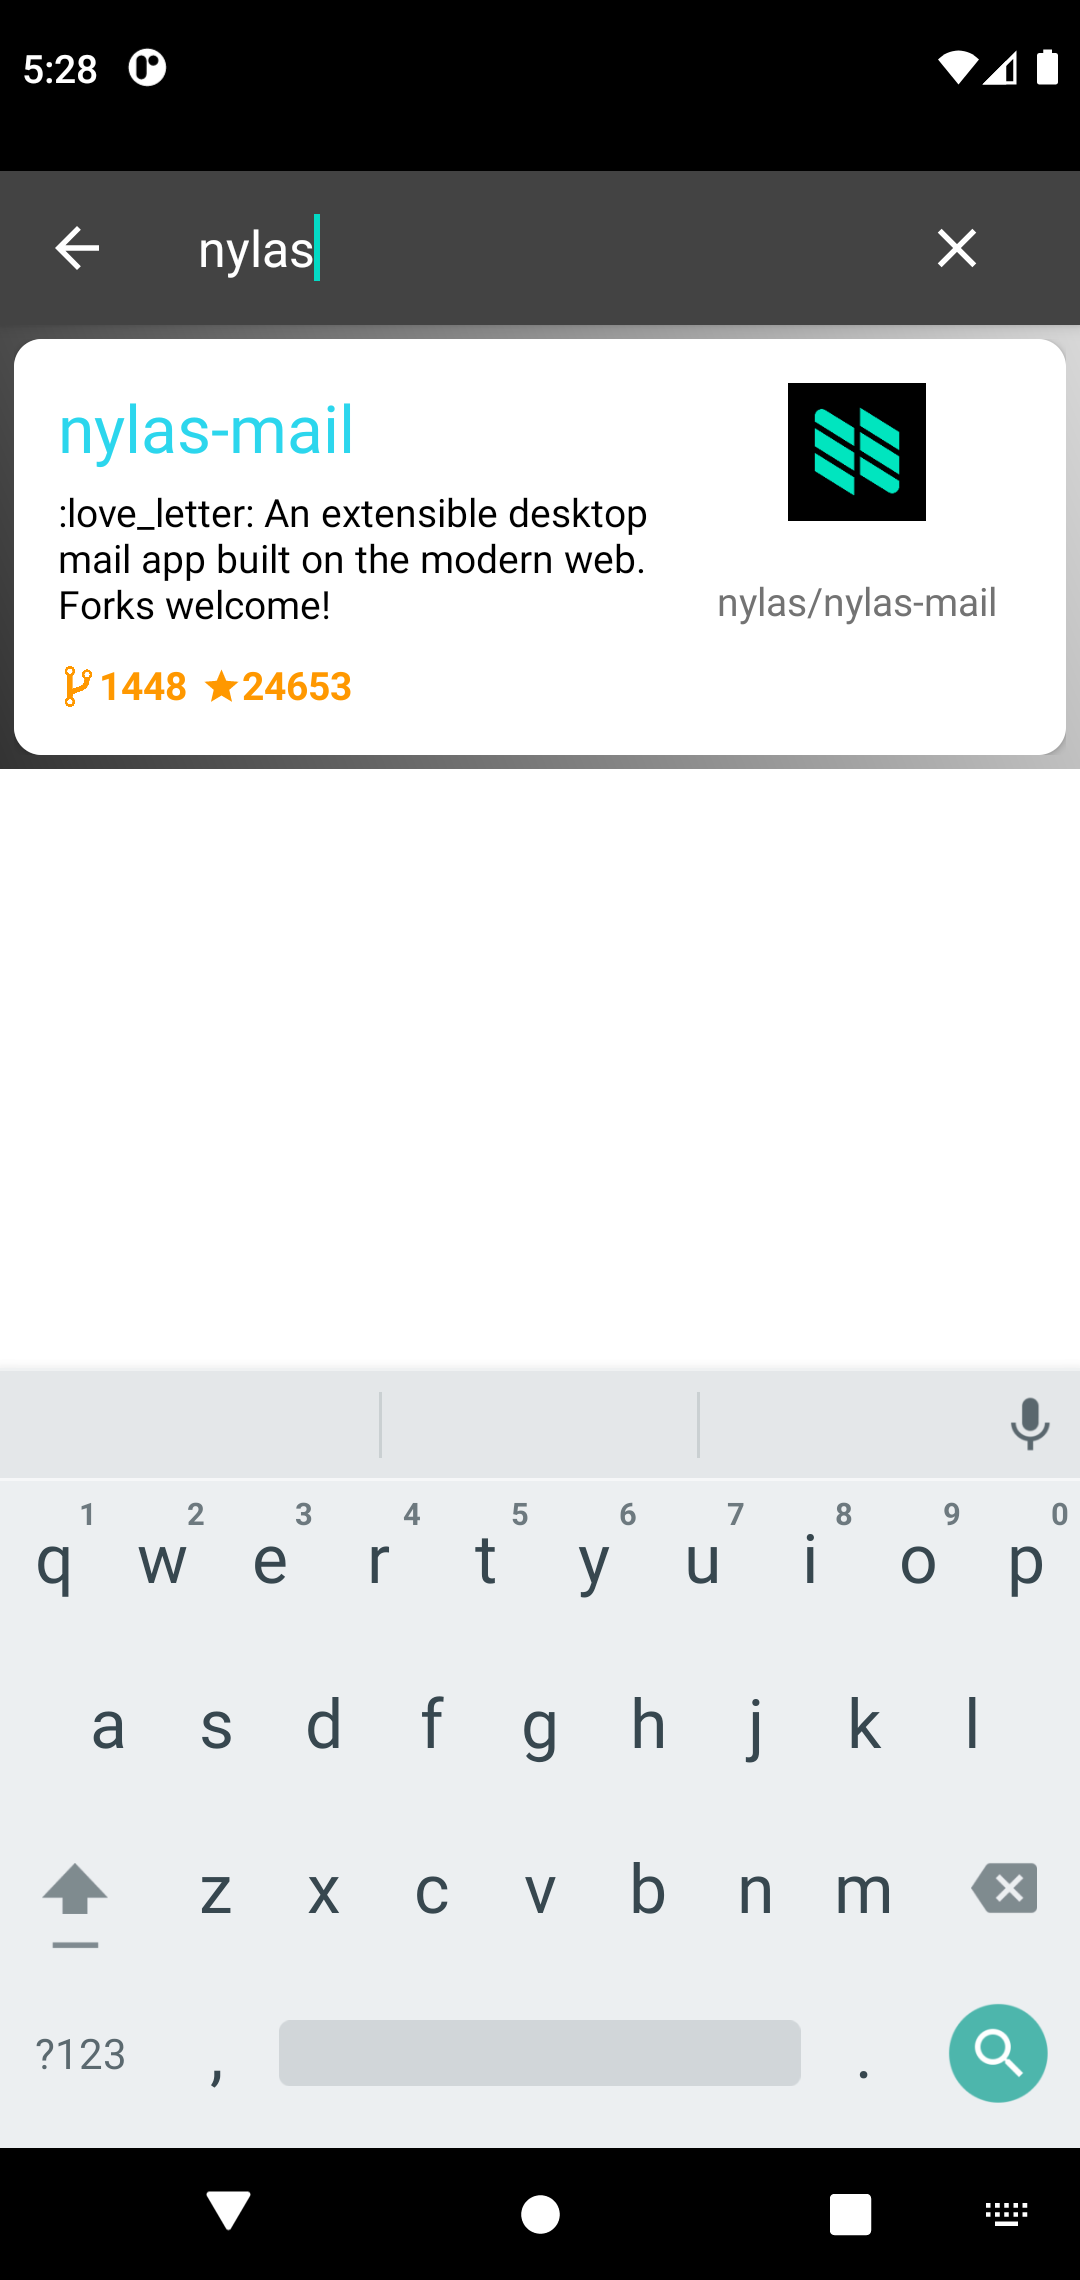 5:28
nylas
nylas-mail
:love_letter: An extensible desktop
mail app built on the modern web.
Forks welcome!
nylas/nylas-mail
1448 24653
1 2 3 4 5 6 7 8 9 0
q w e r t y u i o p
a s d f g h j k l
z x c v b n m
?123 , .